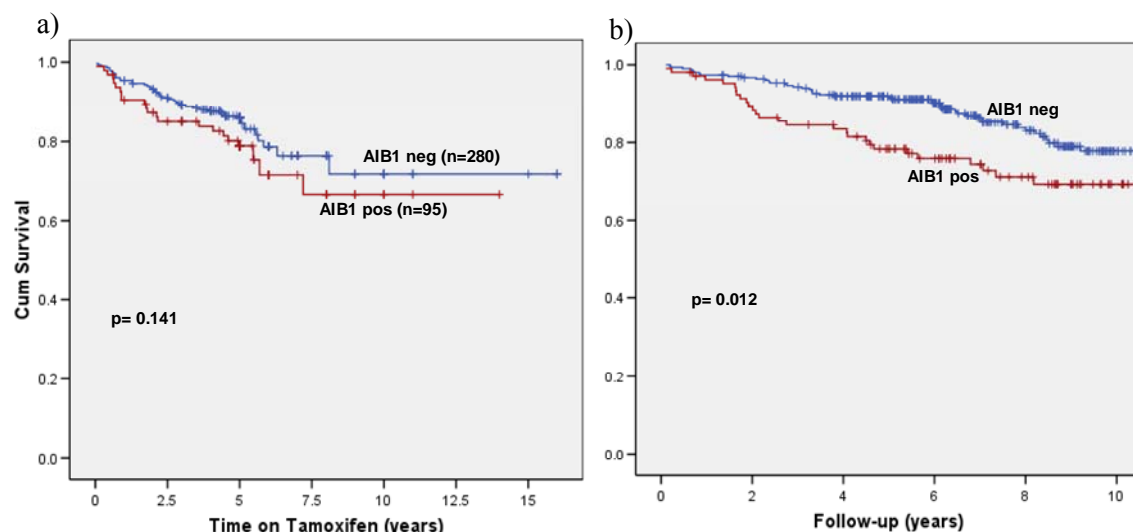 a)
Cum Survival
1.0
0.8
0.6
0.4
0.2
0.0
AIB1 neg (n=280)
AIB1 pos (n=95)
p= 0.141
0 2.5 5 7.5 10 12.5 15
Time on Tamoxifen (years)
b)
1.0
0.8
0.6
0.4
0.2
0.0
AIB1 neg
AIB1 pos
p= 0.012
0 2 4 6 8 10
Follow-up (years)